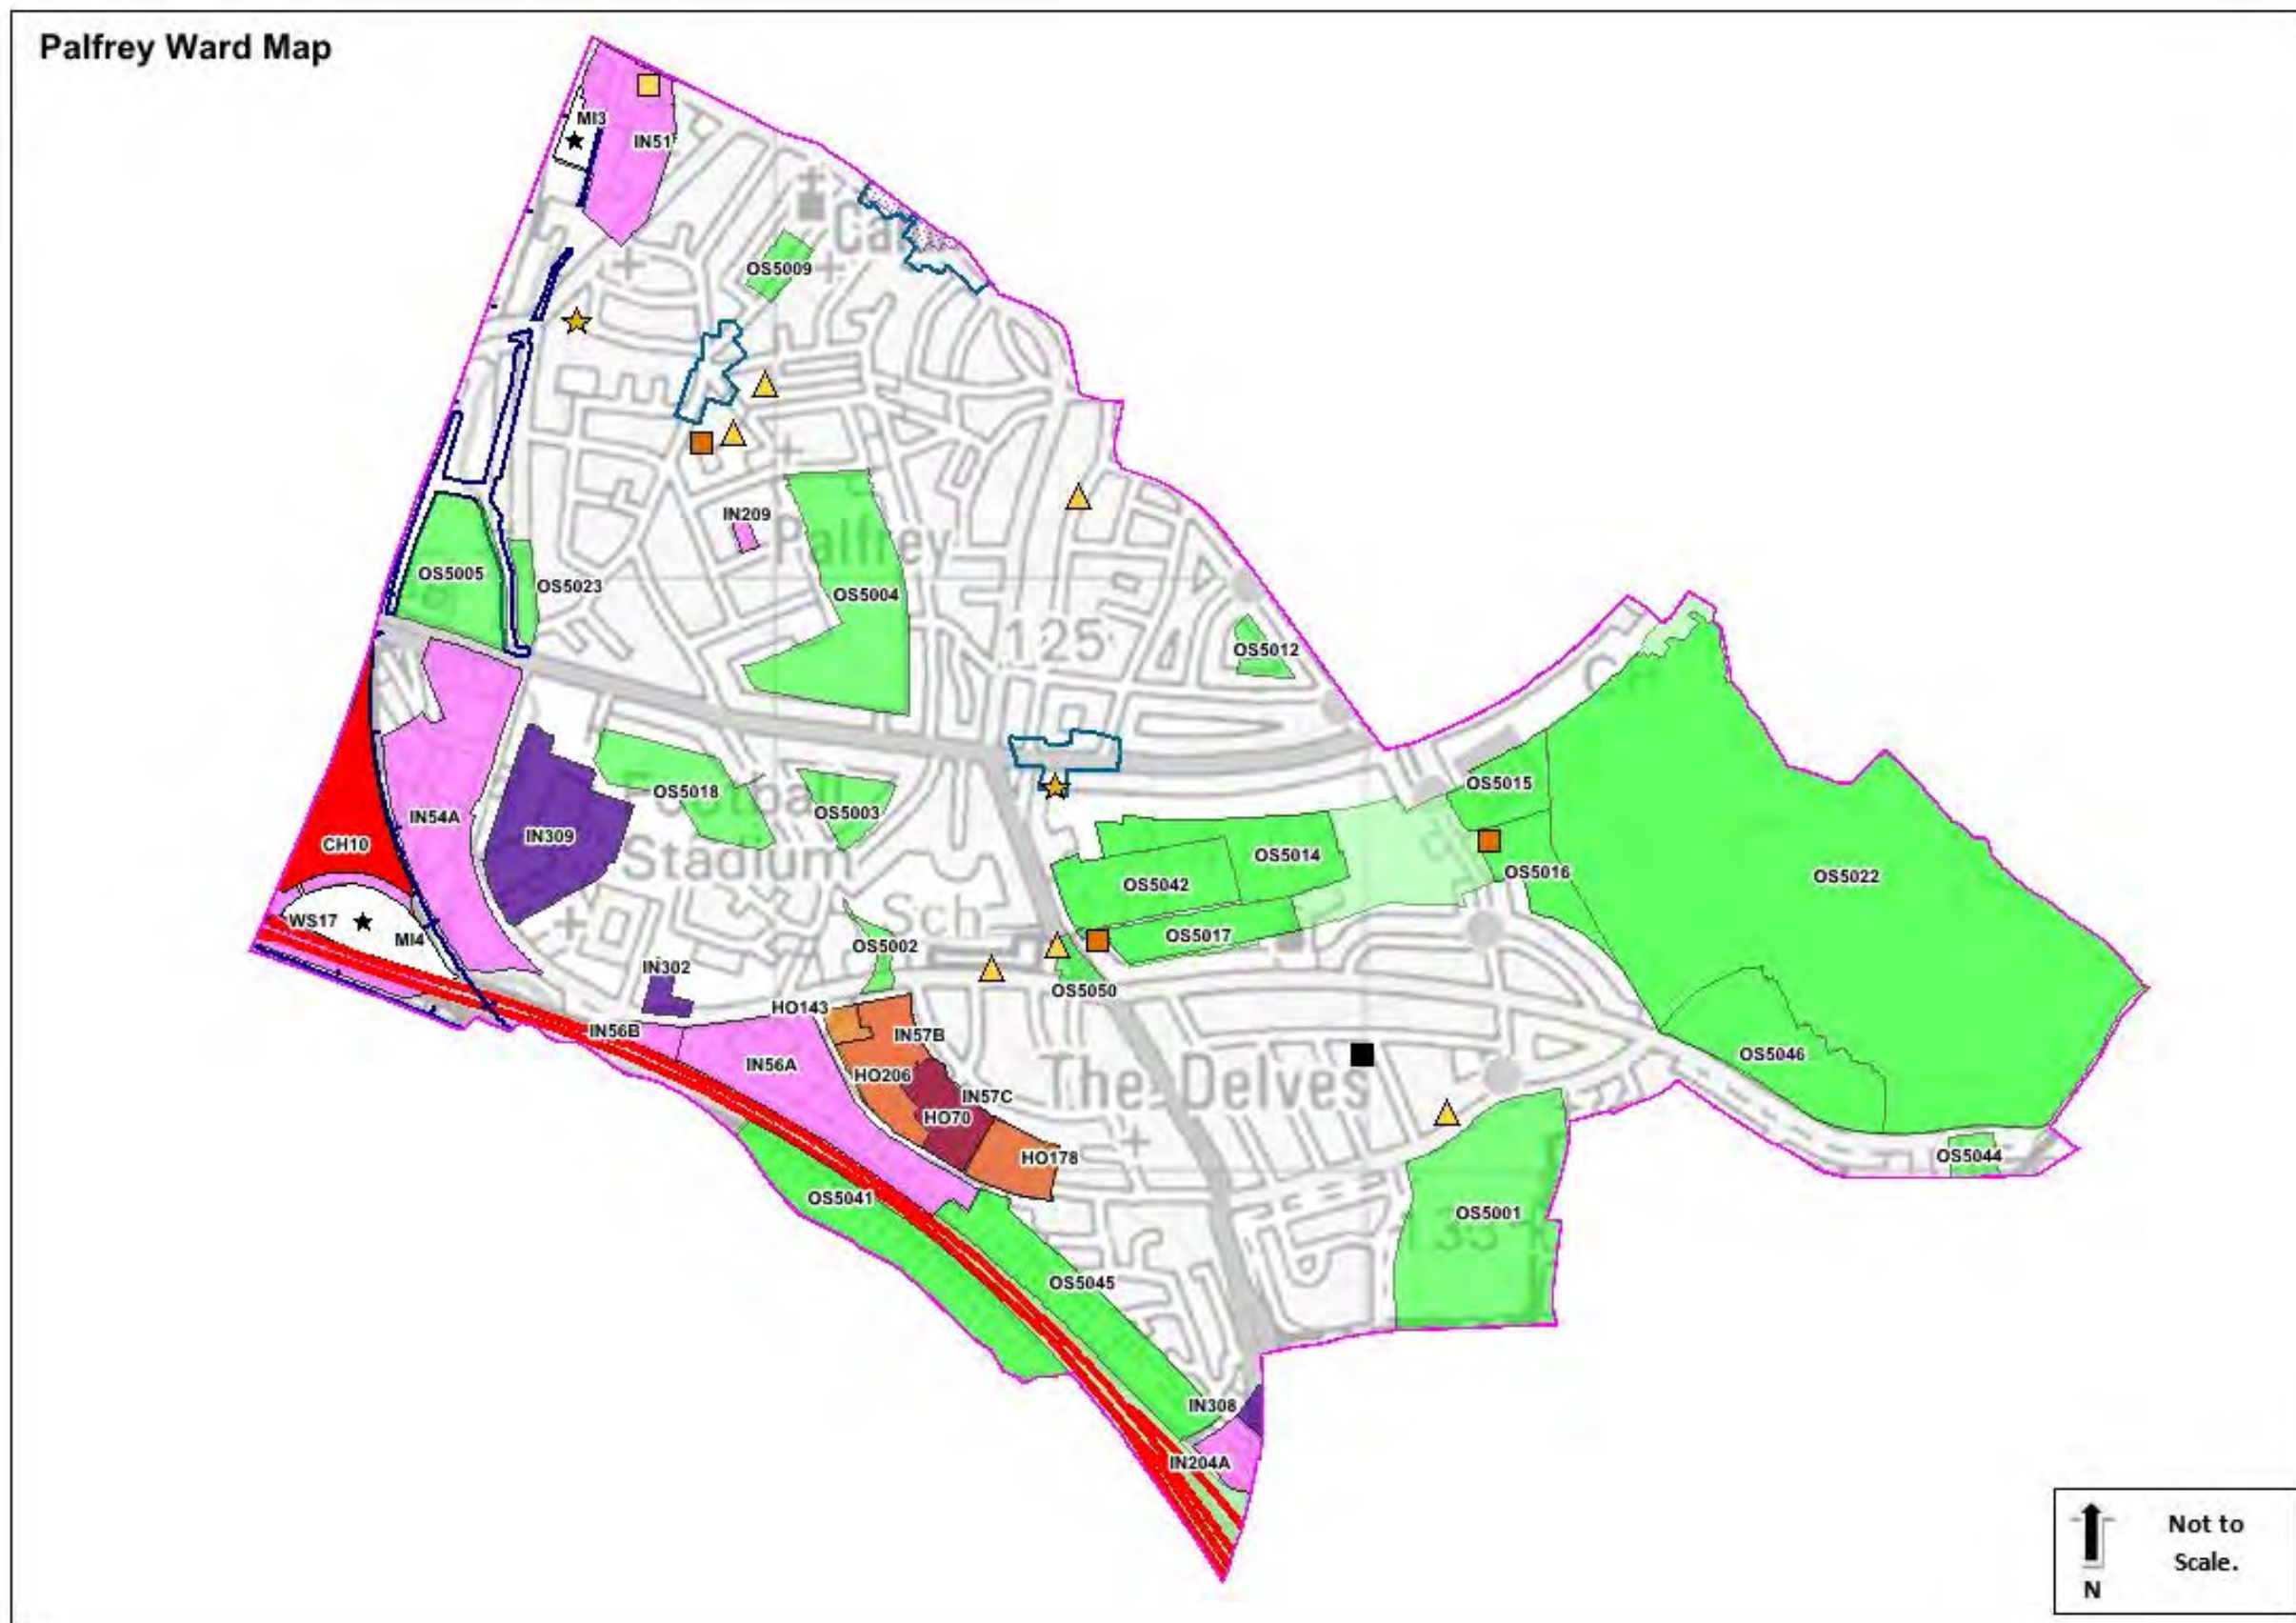 Palfrey Ward Map
MI3
IN51
OS5009
IN209
Palfrey
OS5005
OS5023
OS5004
125
OS5012
IN54A
OS5018
Football
Stadium
OS5003
OS5015
CH10
IN309
OS5014
OS5016
OS5022
OS5042
WS17
MI4
Sch
OS5002
OS5017
IN302
OS5050
HO143
IN56B
IN57B
IN56A
HO206
OS5046
The Delves
IN57C
HO70
HO178
OS5044
OS5041
OS5001
OS5045
IN308
IN204A
Not to
Scale.
N